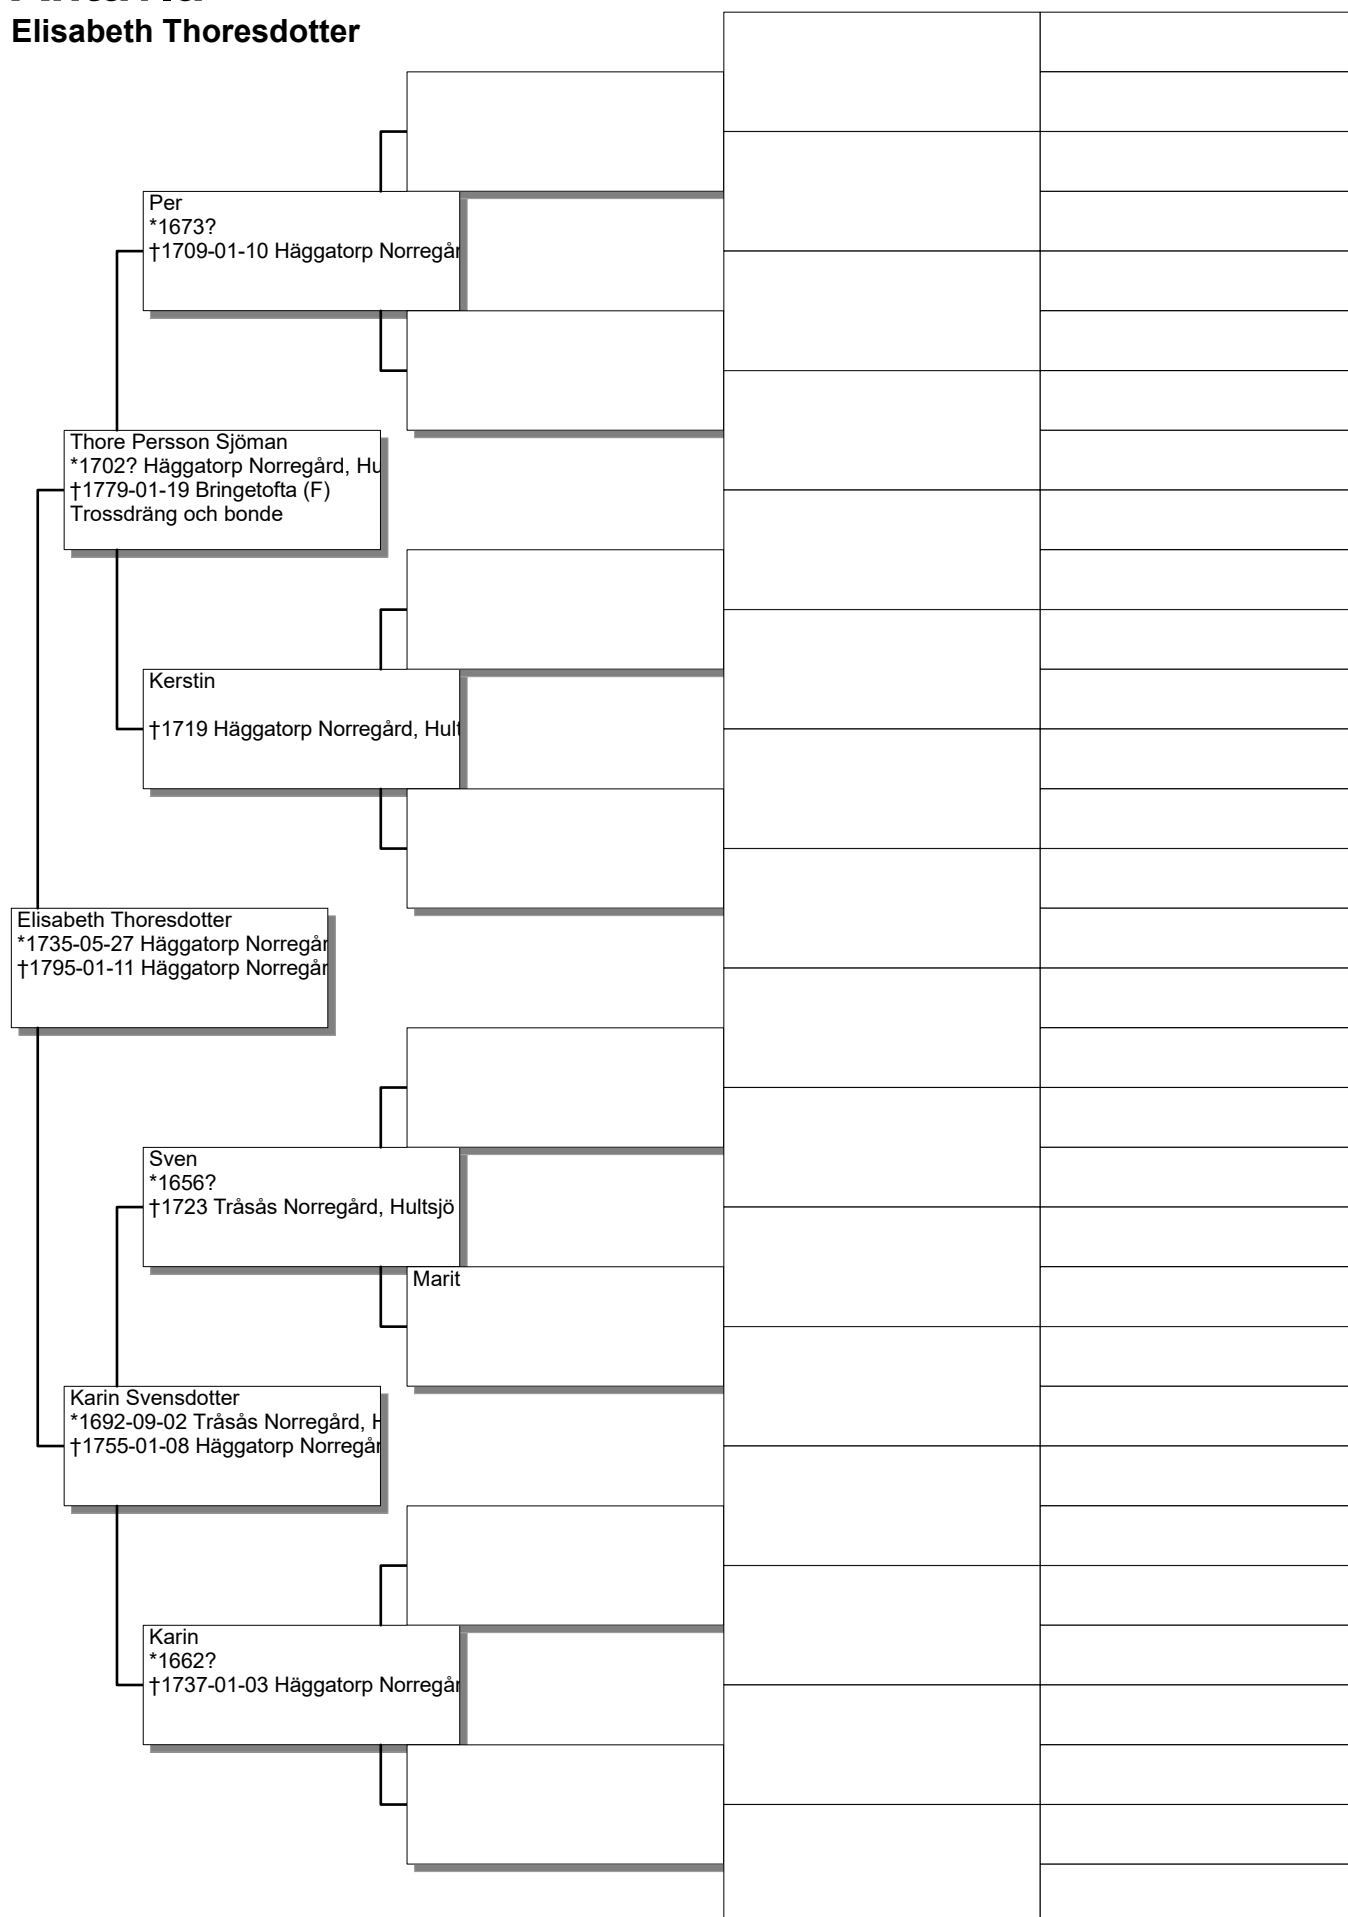 Elisabeth Thoresdotter
Per
*1673?
†1709-01-10 Häggatorp Norregår
Thore Persson Sjöman
*1702? Häggatorp Norregård, Hu
†1779-01-19 Bringetofta (F)
Trossdräng och bonde
Kerstin
†1719 Häggatorp Norregård, Hult
Elisabeth Thoresdotter
*1735-05-27 Häggatorp Norregår
†1795-01-11 Häggatorp Norregår
Sven
*1656?
†1723 Tråsås Norregård, Hultsjö
Marit
Karin Svensdotter
*1692-09-02 Tråsås Norregård, H
†1755-01-08 Häggatorp Norregår
Karin
*1662?
†1737-01-03 Häggatorp Norregår